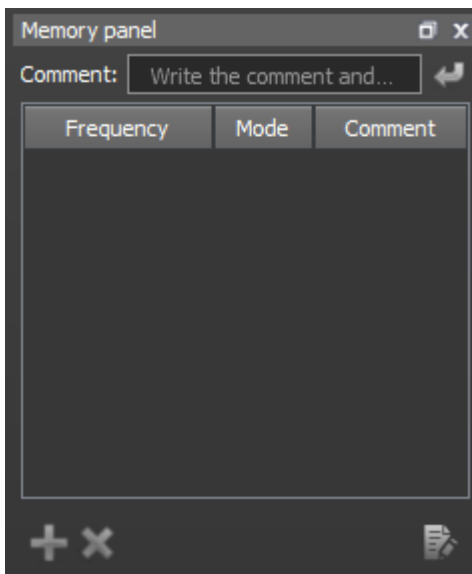 Memory panel
Comment: Write the comment and...
Frequency Mode Comment